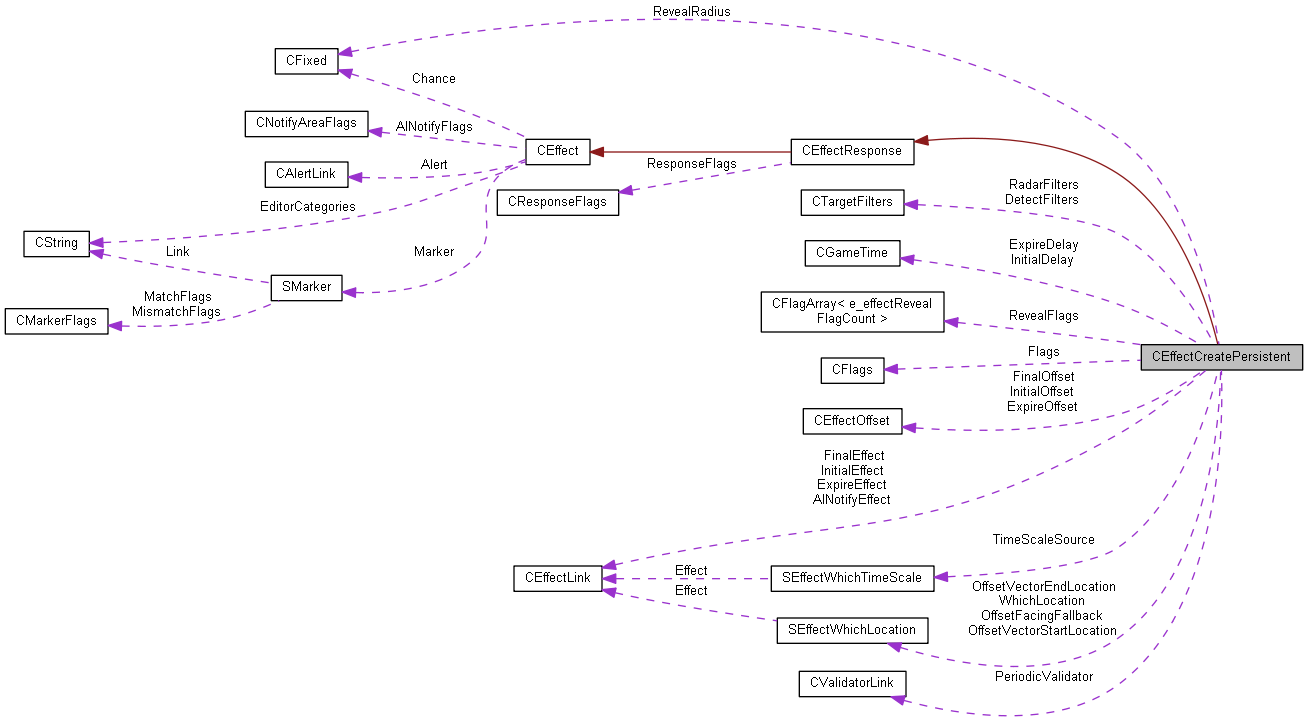 RevealRadius
CFixed
Chance
CNotifyAreaFlags
AINotifyFlags
CEffect
CEffectResponse
Alert
ResponseFlags
CAlertLink
RadarFilters
DetectFilters
CTargetFilters
CResponseFlags
EditorCategories
CString
Link
Marker
CGameTime
ExpireDelay
InitialDelay
SMarker
MatchFlags
MismatchFlags
CMarkerFlags
CFlagArray< e_effectReveal
FlagCount >
RevealFlags
CEffectCreatePersistent
Flags
CFlags
FinalOffset
InitialOffset
ExpireOffset
CEffectOffset
FinalEffect
InitialEffect
ExpireEffect
AINotifyEffect
TimeScaleSource
CEffectLink
Effect
SEffectWhichTimeScale
Effect
OffsetVectorEndLocation
WhichLocation
OffsetFacingFallback
OffsetVectorStartLocation
SEffectWhichLocation
PeriodicValidator
CValidatorLink